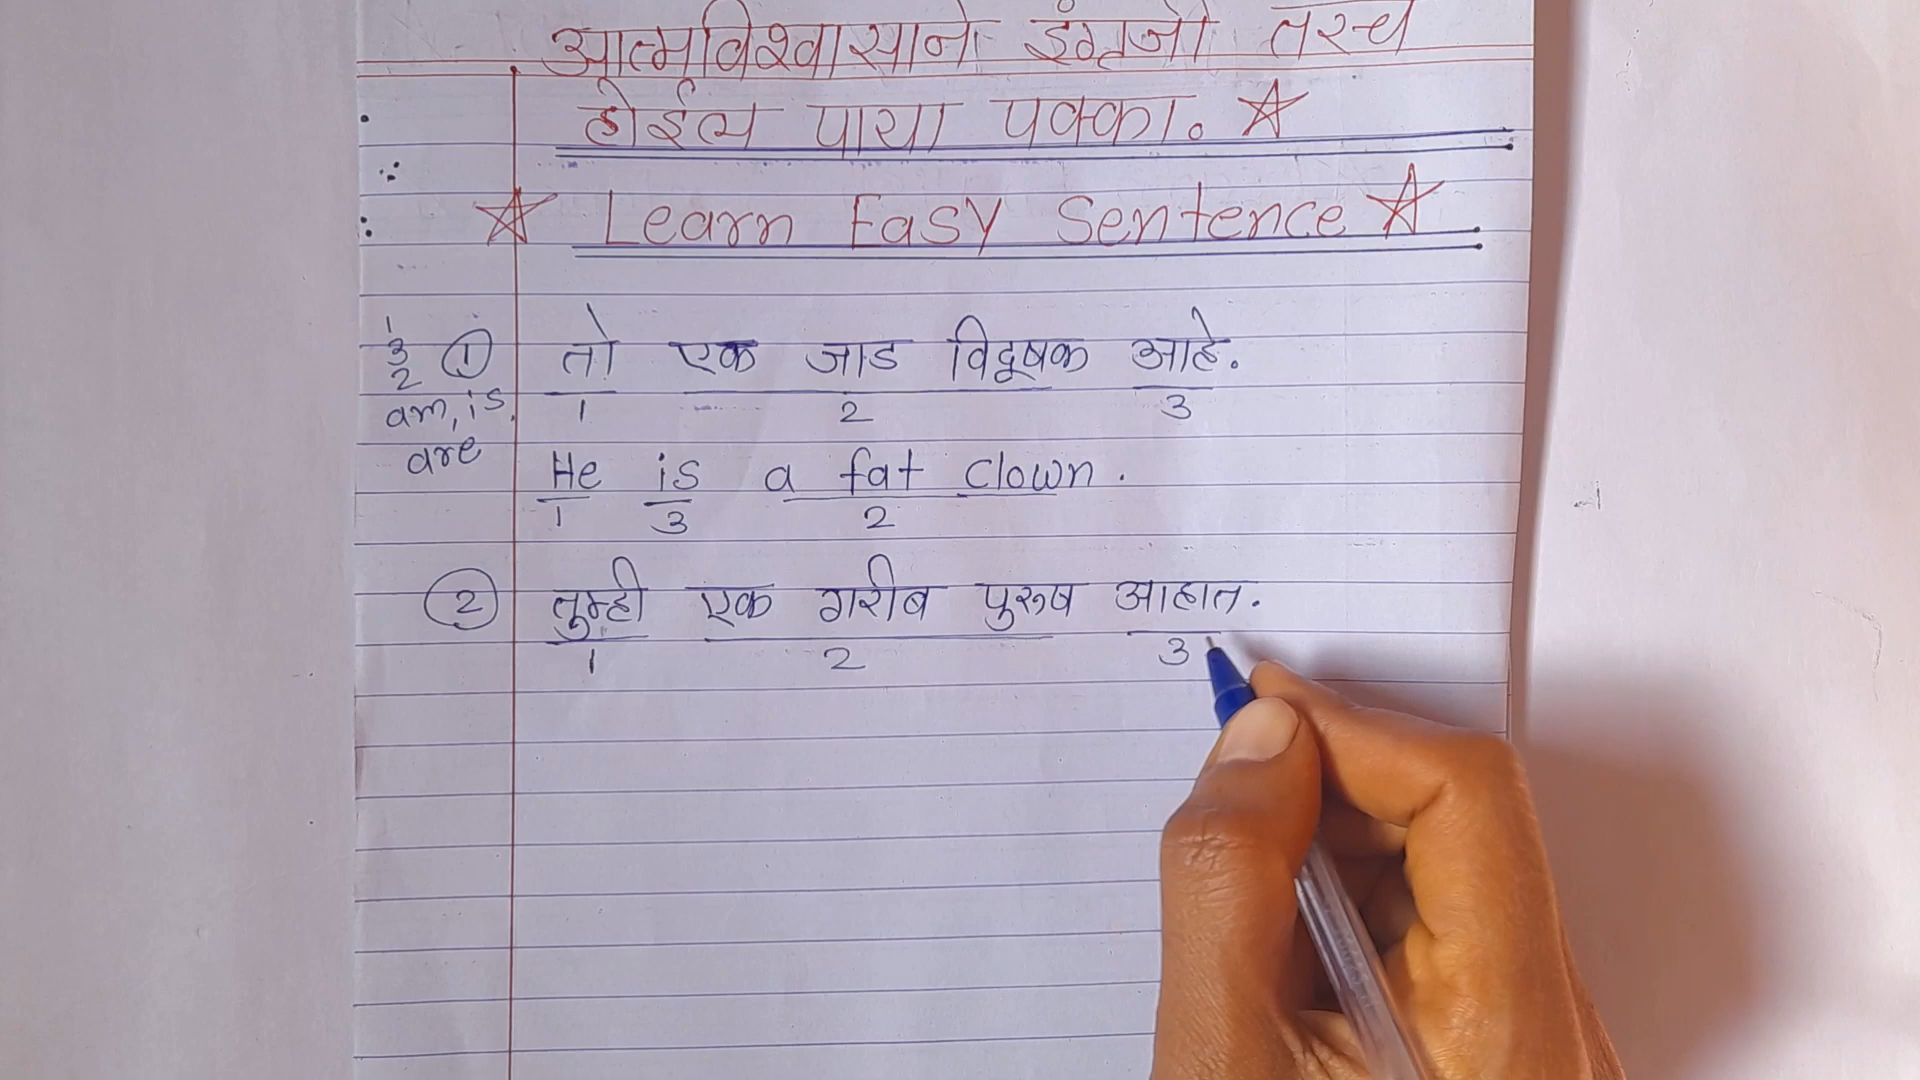 आत्मविश्वासाने इंग्रजी तरच
होईल पाया पक्का. ☆
☆ Learn Easy Sentence ☆
1
3
2
① तो एक जाड विदूषक आहे.
1 2 3
am, is,
are
He is a fat clown.
1 3 2
② तुम्ही एक गरीब पुरुष आहात.
1 2 3